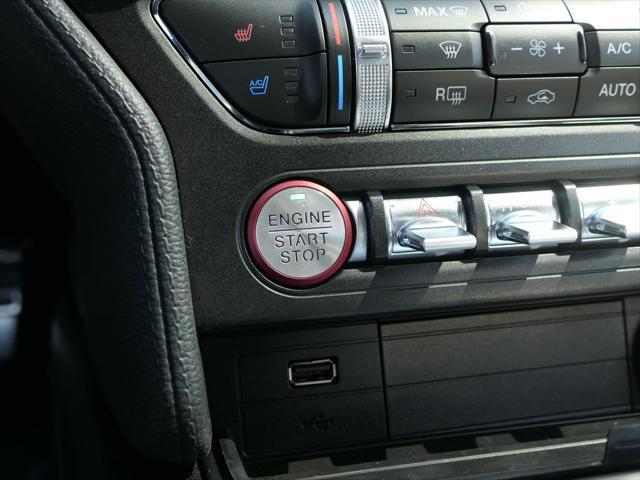 MAX
A/C
− +
A/C
R
AUTO
ENGINE
START
STOP